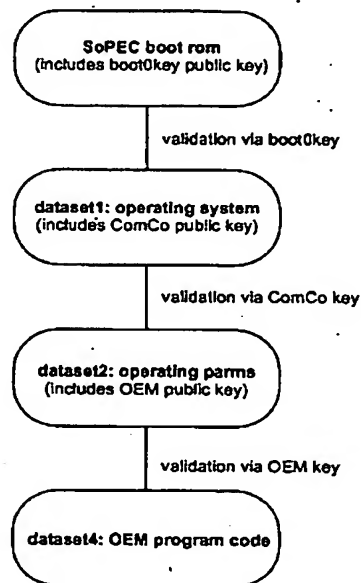 SoPEC boot rom
(includes boot0key public key)
validation via boot0key
dataset1: operating system
(includes ComCo public key)
validation via ComCo key
dataset2: operating parms
(includes OEM public key)
validation via OEM key
dataset4: OEM program code